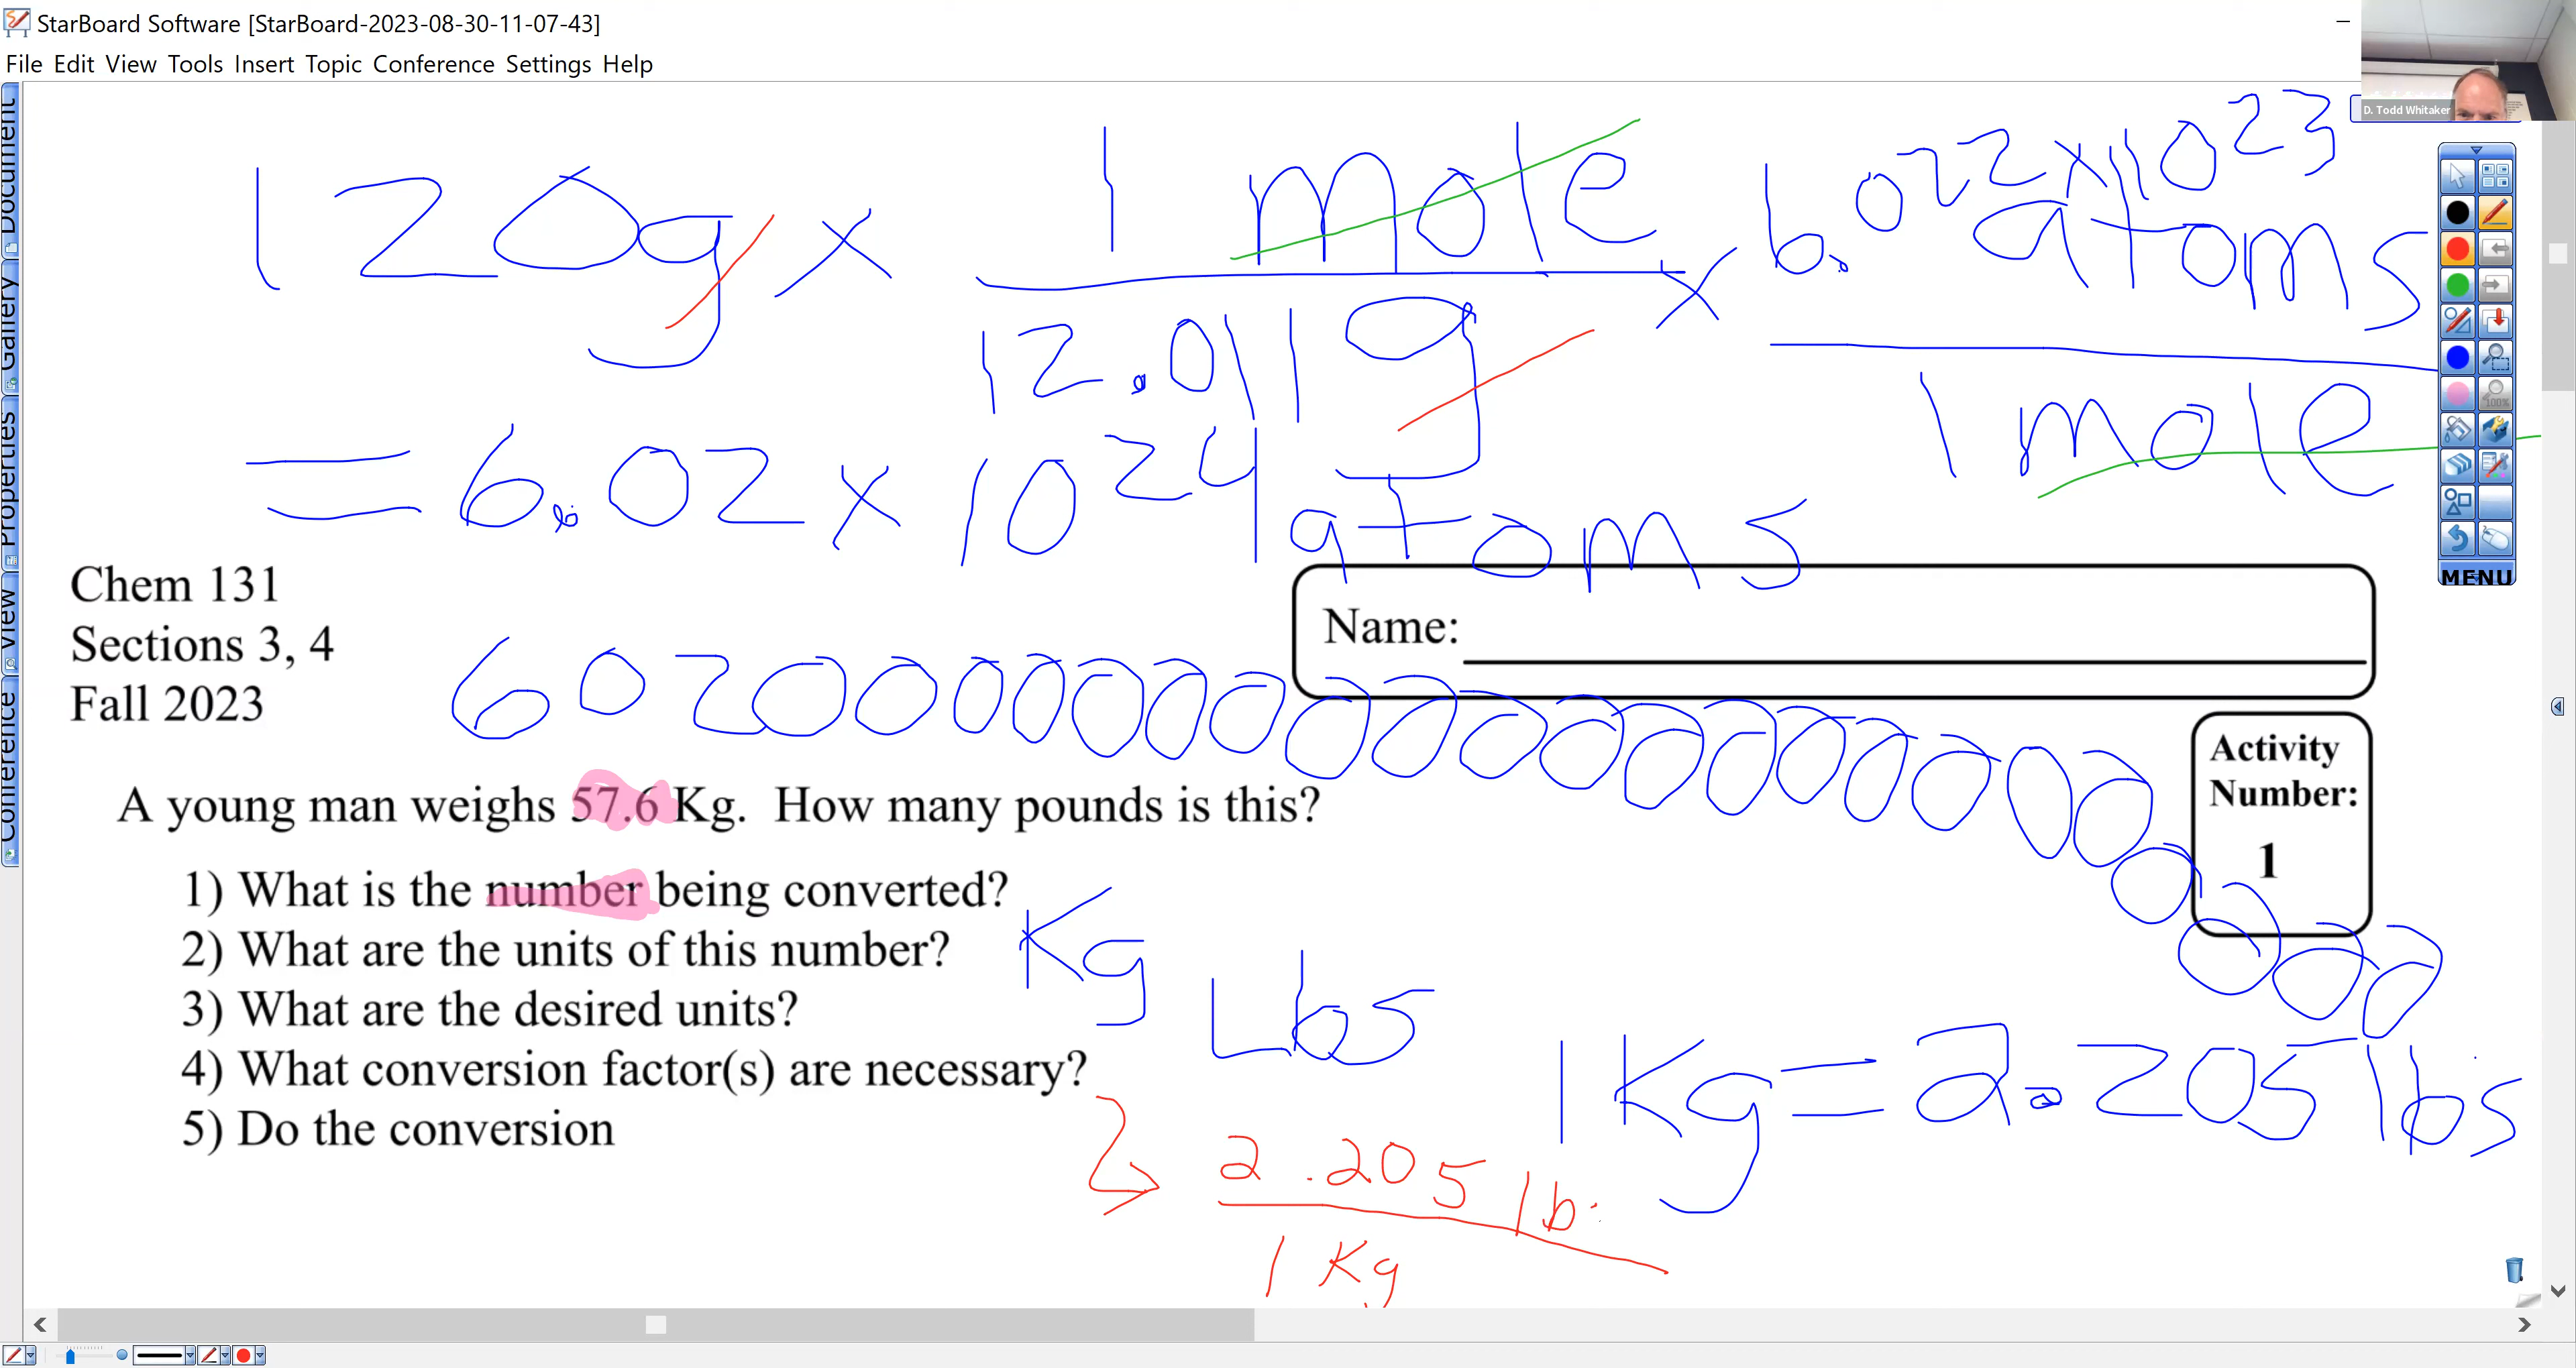 StarBoard Software [StarBoard-2023-08-30-11-07-43]
File Edit View Tools Insert Topic Conference Settings Help
D. Todd Whitaker
Document
Gallery
Properties
View
Conference
120g × 1 mole / 12.011 g × 6.022 × 10^23 atoms / 1 mole
= 6.02 × 10^24 atoms
MENU
100%
Chem 131
Sections 3, 4
Fall 2023
Name:
6020000000000000000000000
Activity
Number:
1
A young man weighs 57.6 Kg. How many pounds is this?
1) What is the number being converted?
2) What are the units of this number? Kg
3) What are the desired units? Lbs
4) What conversion factor(s) are necessary? 1 Kg = 2.205 lbs
5) Do the conversion
2.205 lb
1 Kg